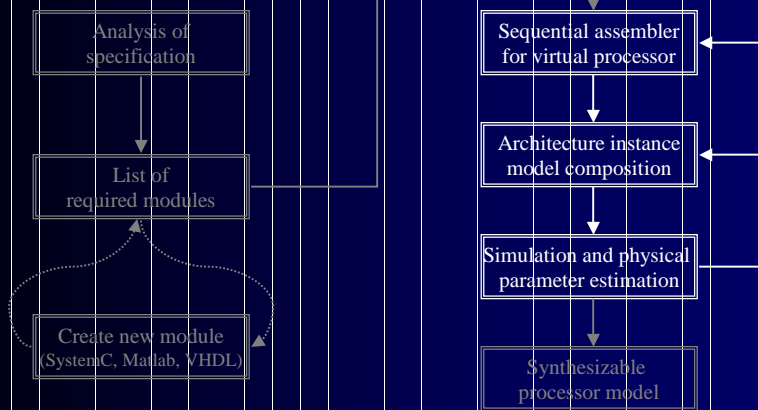 Analysis of
specification
List of
required modules
Create new module
(SystemC, Matlab, VHDL)
Sequential assembler
for virtual processor
Architecture instance
model composition
Simulation and physical
parameter estimation
Synthesizable
processor model